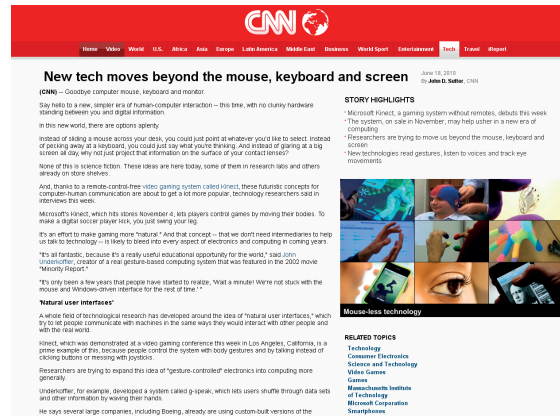 CNN
Home Video World U.S. Africa Asia Europe Latin America Middle East Business World Sport Entertainment Tech Travel iReport
New tech moves beyond the mouse, keyboard and screen
June 18, 2010
By John D. Sutter, CNN
(CNN) -- Goodbye computer mouse, keyboard and monitor.
Say hello to a new, simpler era of human-computer interaction -- this time, with no clunky hardware
standing between you and digital information.
In this new world, there are options aplenty.
Instead of sliding a mouse across your desk, you could just point at whatever you'd like to select. Instead
of pecking away at a keyboard, you could just say what you're thinking. And instead of glaring at a big
screen all day, why not just project that information on the surface of your contact lenses?
None of this is science fiction. These ideas are here today, some of them in research labs and others
already on store shelves.
And, thanks to a remote-control-free video gaming system called Kinect, these futuristic concepts for
computer-human communication are about to get a lot more popular, technology researchers said in
interviews this week.
Microsoft's Kinect, which hits stores November 4, lets players control games by moving their bodies. To
make a digital soccer player kick, you just swing your leg.
It's an effort to make gaming more "natural." And that concept -- that we don't need intermediaries to help
us talk to technology -- is likely to bleed into every aspect of electronics and computing in coming years.
"It's all fantastic, because it's a really useful educational opportunity for the world," said John
Underkoffler, creator of a real gesture-based computing system that was featured in the 2002 movie
"Minority Report."
"It's only been a few years that people have started to realize, 'Wait a minute! We're not stuck with the
mouse and Windows-driven interface for the rest of time.' "
'Natural user interfaces'
A whole field of technological research has developed around the idea of "natural user interfaces," which
try to let people communicate with machines in the same ways they would interact with other people and
with the real world.
Kinect, which was demonstrated at a video gaming conference this week in Los Angeles, California, is a
prime example of this, because people control the system with body gestures and by talking instead of
clicking buttons or messing with joysticks.
Researchers are trying to expand this idea of "gesture-controlled" electronics into computing more
generally.
Underkoffler, for example, developed a system called g-speak, which lets users shuffle through data sets
and other information by waving their hands.
He says several large companies, including Boeing, already are using custom-built versions of the
STORY HIGHLIGHTS
Microsoft Kinect, a gaming system without remotes, debuts this week
The system, on sale in November, may help usher in a new era of
computing
Researchers are trying to move us beyond the mouse, keyboard and
screen
New technologies read gestures, listen to voices and track eye
movements
Mouse-less technology
RELATED TOPICS
Technology
Consumer Electronics
Science and Technology
Video Games
Games
Massachusetts Institute
of Technology
Microsoft Corporation
Smartphones